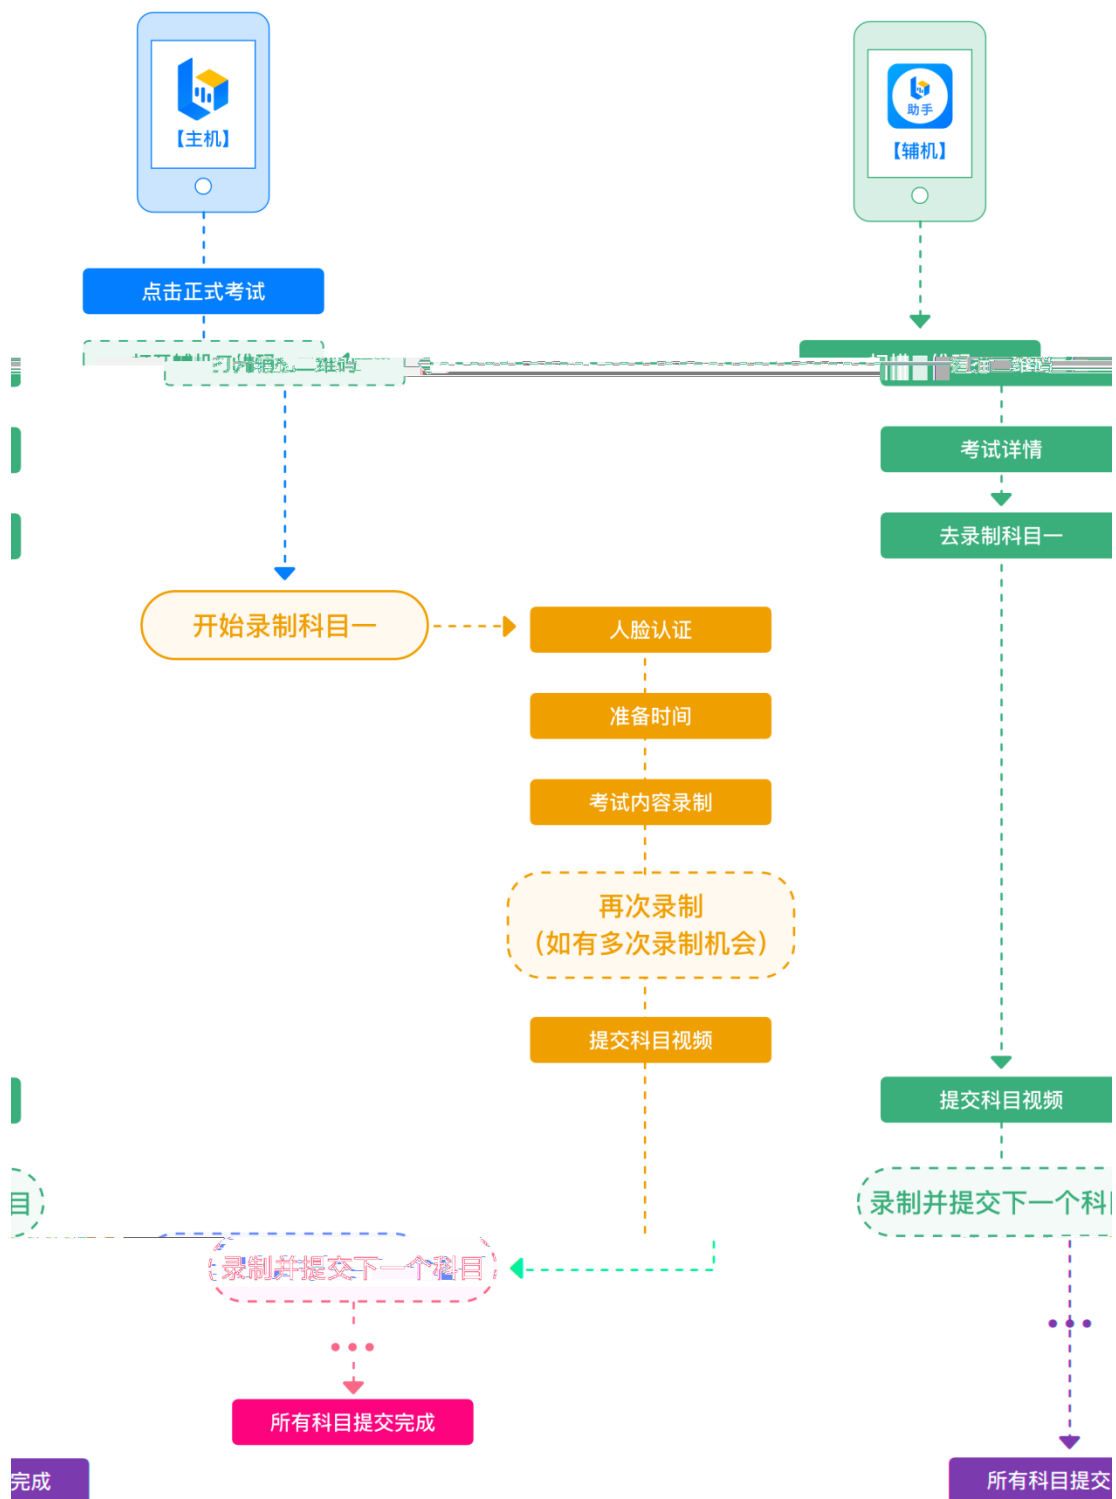 【主机】
助手
【辅机】
点击正式考试
二维码
考试详情
去录制科目一
开始录制科目一
人脸认证
准备时间
考试内容录制
再次录制
（如有多次录制机会）
提交科目视频
提交科目视频
目
录制并提交下一个科
录制并提交下一个科目
所有科目提交完成
完成
所有科目提交